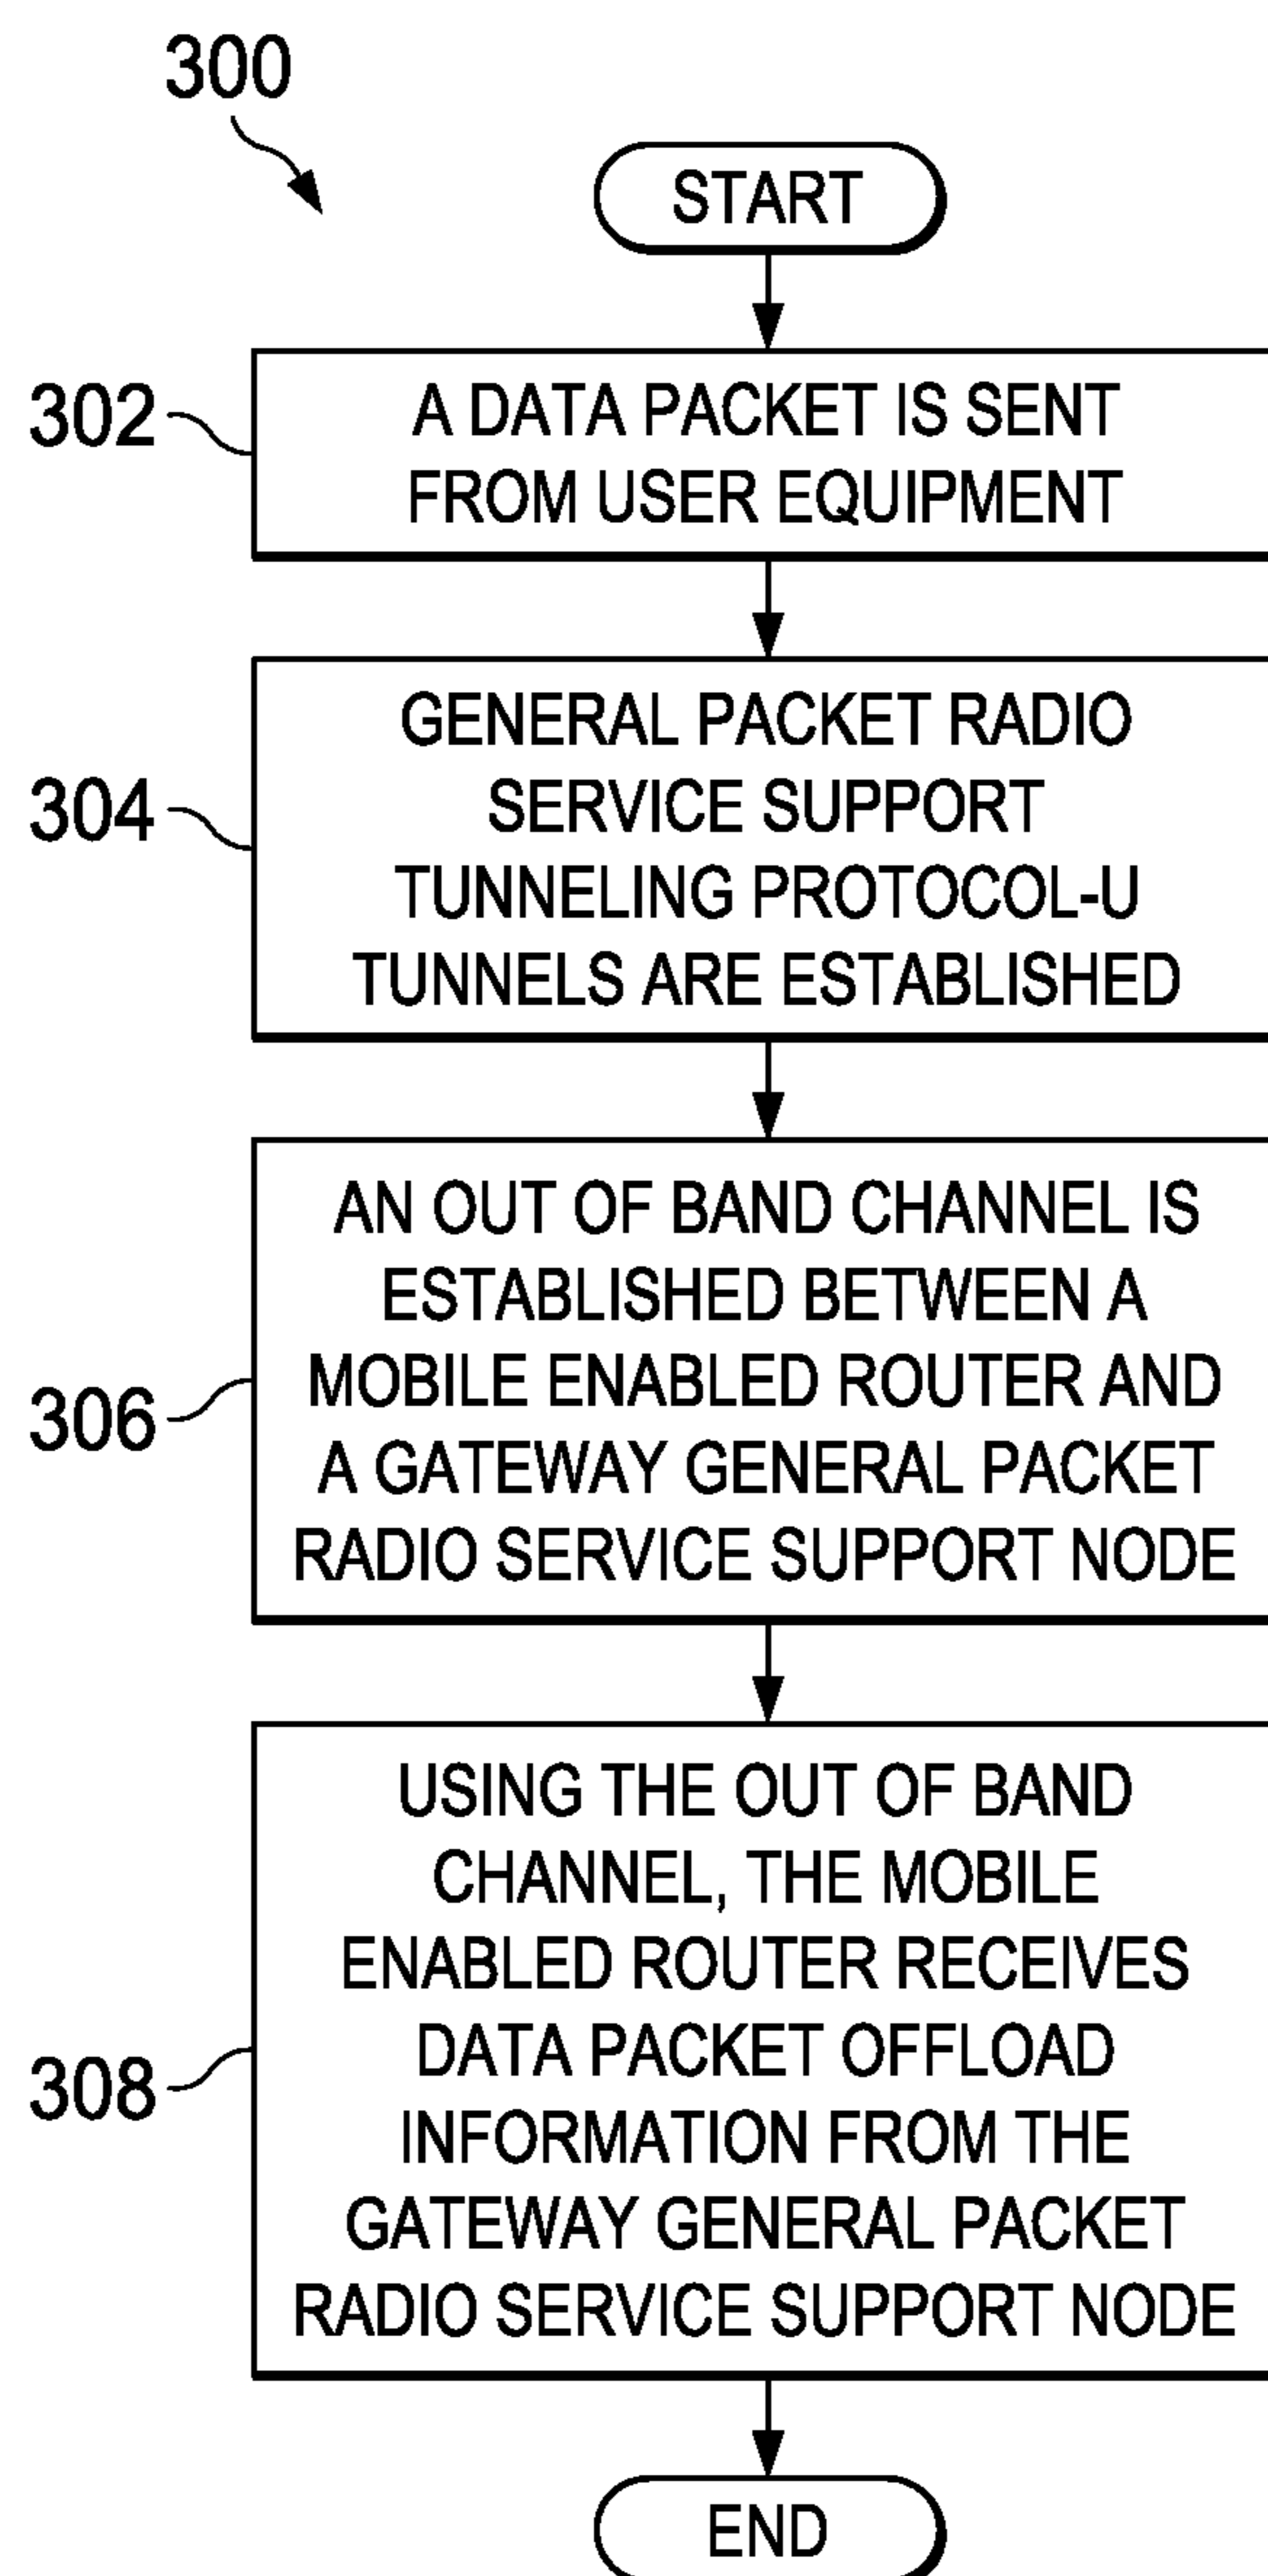 300
START
302
A DATA PACKET IS SENT
FROM USER EQUIPMENT
304
GENERAL PACKET RADIO
SERVICE SUPPORT
TUNNELING PROTOCOL-U
TUNNELS ARE ESTABLISHED
306
AN OUT OF BAND CHANNEL IS
ESTABLISHED BETWEEN A
MOBILE ENABLED ROUTER AND
A GATEWAY GENERAL PACKET
RADIO SERVICE SUPPORT NODE
308
USING THE OUT OF BAND
CHANNEL, THE MOBILE
ENABLED ROUTER RECEIVES
DATA PACKET OFFLOAD
INFORMATION FROM THE
GATEWAY GENERAL PACKET
RADIO SERVICE SUPPORT NODE
END